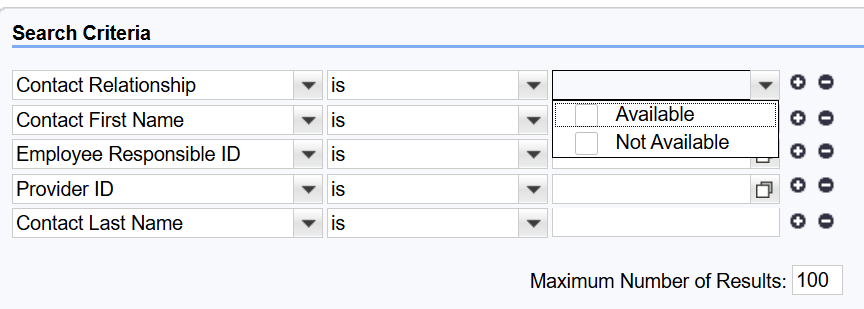 Search Criteria
Contact Relationship is
Available
Contact First Name is
Not Available
Employee Responsible ID is
Provider ID is
Contact Last Name is
Maximum Number of Results: 100